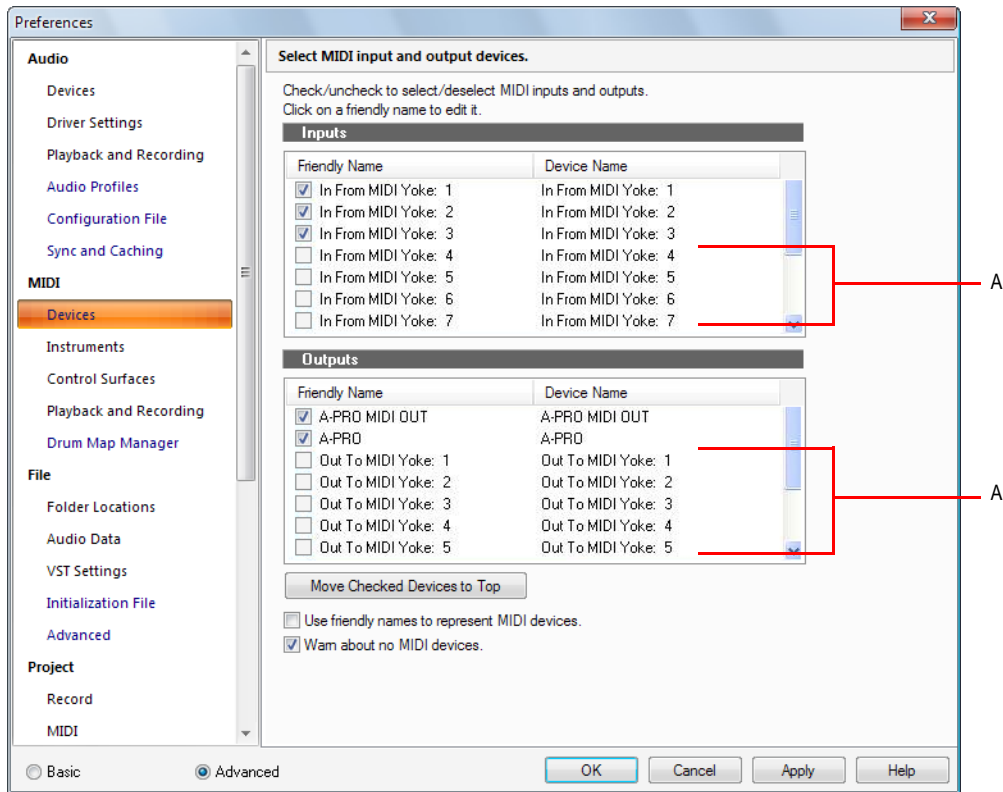 Preferences
Audio
Devices
Driver Settings
Playback and Recording
Audio Profiles
Configuration File
Sync and Caching
MIDI
Devices
Instruments
Control Surfaces
Playback and Recording
Drum Map Manager
File
Folder Locations
Audio Data
VST Settings
Initialization File
Advanced
Project
Record
MIDI
Basic
Advanced
Select MIDI input and output devices.
Check/uncheck to select/deselect MIDI inputs and outputs.
Click on a friendly name to edit it.
Inputs
Friendly Name Device Name
In From MIDI Yoke: 1 In From MIDI Yoke: 1
In From MIDI Yoke: 2 In From MIDI Yoke: 2
In From MIDI Yoke: 3 In From MIDI Yoke: 3
In From MIDI Yoke: 4 In From MIDI Yoke: 4
In From MIDI Yoke: 5 In From MIDI Yoke: 5
In From MIDI Yoke: 6 In From MIDI Yoke: 6
In From MIDI Yoke: 7 In From MIDI Yoke: 7
A
Outputs
Friendly Name Device Name
A-PRO MIDI OUT A-PRO MIDI OUT
A-PRO A-PRO
Out To MIDI Yoke: 1 Out To MIDI Yoke: 1
Out To MIDI Yoke: 2 Out To MIDI Yoke: 2
Out To MIDI Yoke: 3 Out To MIDI Yoke: 3
Out To MIDI Yoke: 4 Out To MIDI Yoke: 4
Out To MIDI Yoke: 5 Out To MIDI Yoke: 5
A
Move Checked Devices to Top
Use friendly names to represent MIDI devices.
Warn about no MIDI devices.
OK Cancel Apply Help